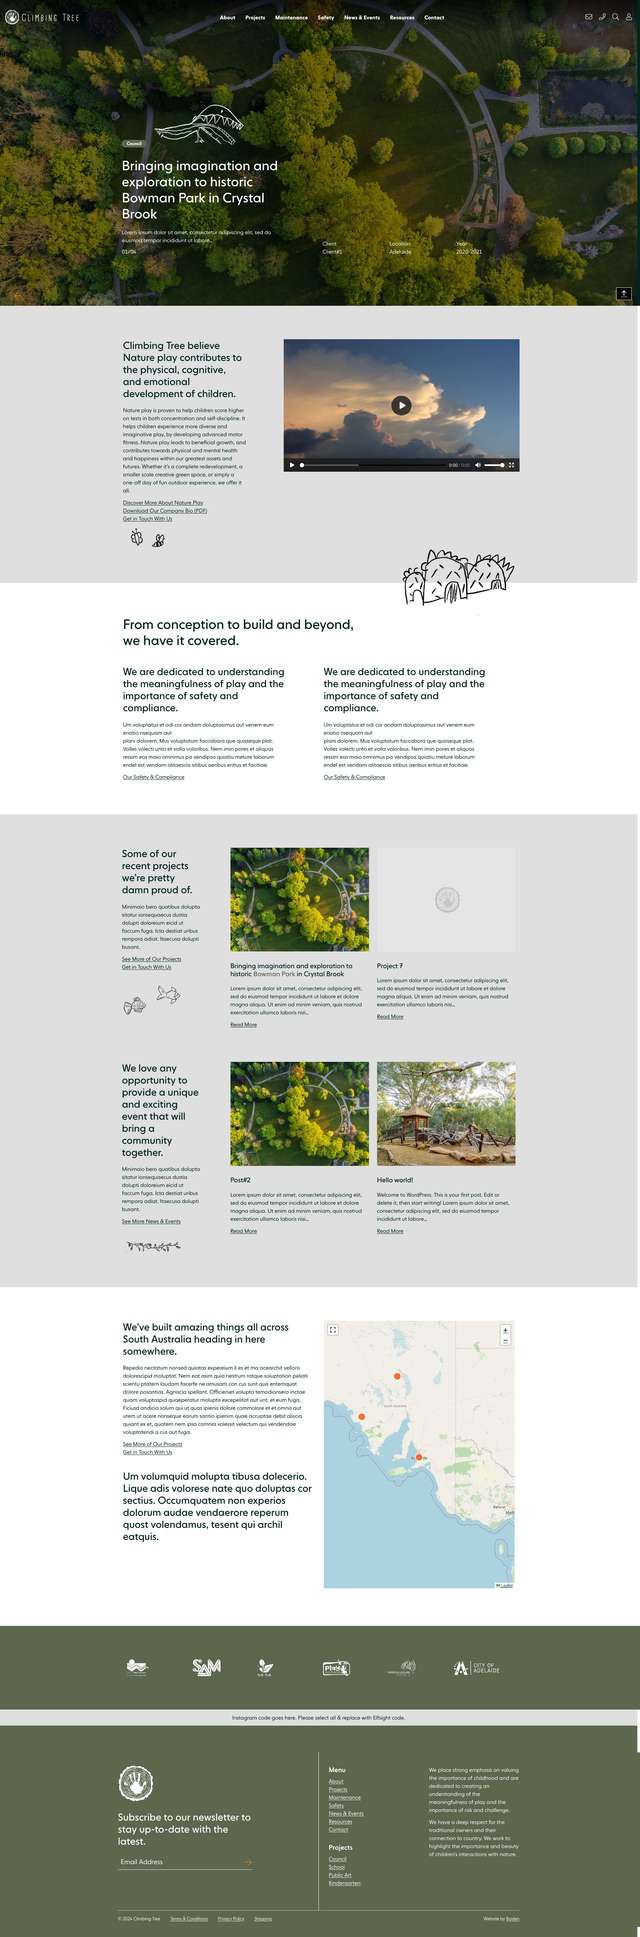 CLIMBING TREE
About Projects Maintenance Safety News & Events Resources Contact
Council
Bringing imagination and
exploration to historic
Bowman Park in Crystal
Brook
Lorem ipsum dolor sit amet, consectetur adipiscing elit, sed do
eiusmod tempor incididunt ut labore..
01/04
Client
Client#1
Location
Adelaide
Year
2020-2021
Climbing Tree believe
Nature play contributes to
the physical, cognitive,
and emotional
development of children.
Nature play is proven to help children score higher
on tests in both concentration and self-discipline. It
helps children experience more diverse and
imaginative play, by developing advanced motor
fitness. Nature play leads to beneficial growth, and
contributes towards physical and mental health
and happiness within our greatest assets and
futures. Whether it's a complete redevelopment, a
smaller scale creative green space, or simply a
one-off day of fun outdoor experience, we offer it
all.
Discover More About Nature Play
Download Our Company Bio (PDF)
Get in Touch With Us
0:00
From conception to build and beyond,
we have it covered.
We are dedicated to understanding
the meaningfulness of play and the
importance of safety and
compliance.
Um voluptatus et odi cor andam doluptassimus aut venem eum
eriatio cusam aut
plani dolorem. Mus voluptatum faccabora que quisseque plat.
Volles volecti unto et volla voloribus. Nem imin pores et aliquas
ressim eos maio omnimus pa vendipsa quiatiu meture laborum
endel est vendam alitaescia sitibus aeribus eritus et facitiae.
Our Safety & Compliance
We are dedicated to understanding
the meaningfulness of play and the
importance of safety and
compliance.
Um voluptatus et odi cor andam doluptassimus aut venem eum
eriatio cusam aut
plani dolorem. Mus voluptatum faccabora que quisseque plat.
Volles volecti unto et volla voloribus. Nem imin pores et aliquas
ressim eos maio omnimus pa vendipsa quiatiu meture laborum
endel est vendam alitaescia sitibus aeribus eritus et facitiae.
Our Safety & Compliance
Some of our
recent projects
we're pretty
damn proud of.
Minimaio bero quatibus dolupta
sitatur ionsequaecus dustia
dolupti doloreium eicid ut
faccum fuga. Icta destiat uribus
rempora adiat. Itasecusa dolupti
busant.
See More of Our Projects
Get in Touch With Us
Bringing imagination and exploration to
historic Bowman Park in Crystal Brook
Lorem ipsum dolor sit amet, consectetur adipiscing elit,
sed do eiusmod tempor incididunt ut labore et dolore
magna aliqua. Ut enim ad minim veniam, quis nostrud
exercitation ullamco laboris nisi...
Read More
Project 7
Lorem ipsum dolor sit amet, consectetur adipiscing elit,
sed do eiusmod tempor incididunt ut labore et dolore
magna aliqua. Ut enim ad minim veniam, quis nostrud
exercitation ullamco laboris...
Read More
We love any
opportunity to
provide a unique
and exciting
event that will
bring a
community
together.
Minimaio bero quatibus dolupta
sitatur ionsequaecus dustia
dolupti doloreium eicid ut
faccum fuga. Icta destiat uribus
rempora adiat. Itasecusa dolupti
busant.
See More News & Events
Post#2
Lorem ipsum dolor sit amet, consectetur adipiscing elit,
sed do eiusmod tempor incididunt ut labore et dolore
magna aliqua. Ut enim ad minim veniam, quis nostrud
exercitation ullamco laboris...
Read More
Hello world!
Welcome to WordPress. This is your first post. Edit or
delete it, then start writing! Lorem ipsum dolor sit amet,
consectetur adipiscing elit, sed do eiusmod tempor
incididunt ut labore...
Read More
We've built amazing things all across
South Australia heading in here
somewhere.
Repedio nectatum nonsed quiatas expereium il es et ma acearchit velloris
dolorescipid moluptat. Nem eat asim quia nestrum ratque soluptation peliati
scientu ptatem laudam facerfe ne arnusam con cus sunt quis entemquat
dolore possintias. Agniscia spellant. Officienet volupta temodionsero inctae
quam voluptaspid quaeperatur moluptis excepelitat aut unt, et eum fuga.
Ficiusd andicia solum qui ut quas ipienis dolore commolore et et omnis aut
utem ut acere nonseque earum santio ipienim quae occuptae debit alicia
quiant ex et, quatem nem ipsa comnis volessit velectum qui vendendae
voluptatendi a cus aut fuga.
See More of Our Projects
Get in Touch With Us
Um volumquid molupta tibusa dolecerio.
Lique adis volorese nate quo doluptas cor
sectius. Occumquatem non experios
dolorum audae vendaerore reperum
quost volendamus, tesent qui archil
eatquis.
Leaflet
SAM
CITY OF
ADELAIDE
Instagram code goes here. Please select all & replace with Elfsight code.
Subscribe to our newsletter to
stay up-to-date with the
latest.
Email Address
Menu
About
Projects
Maintenance
Safety
News & Events
Resources
Contact
Projects
Council
School
Public Art
Kindergarten
We place strong emphasis on valuing
the importance of childhood and are
dedicated to creating an
understanding of the
meaningfulness of play and the
importance of risk and challenge.
We have a deep respect for the
traditional owners and their
connection to country. We work to
highlight the importance and beauty
of children's interactions with nature.
© 2024 Climbing Tree Terms & Conditions Privacy Policy Shipping
Website by Boylen